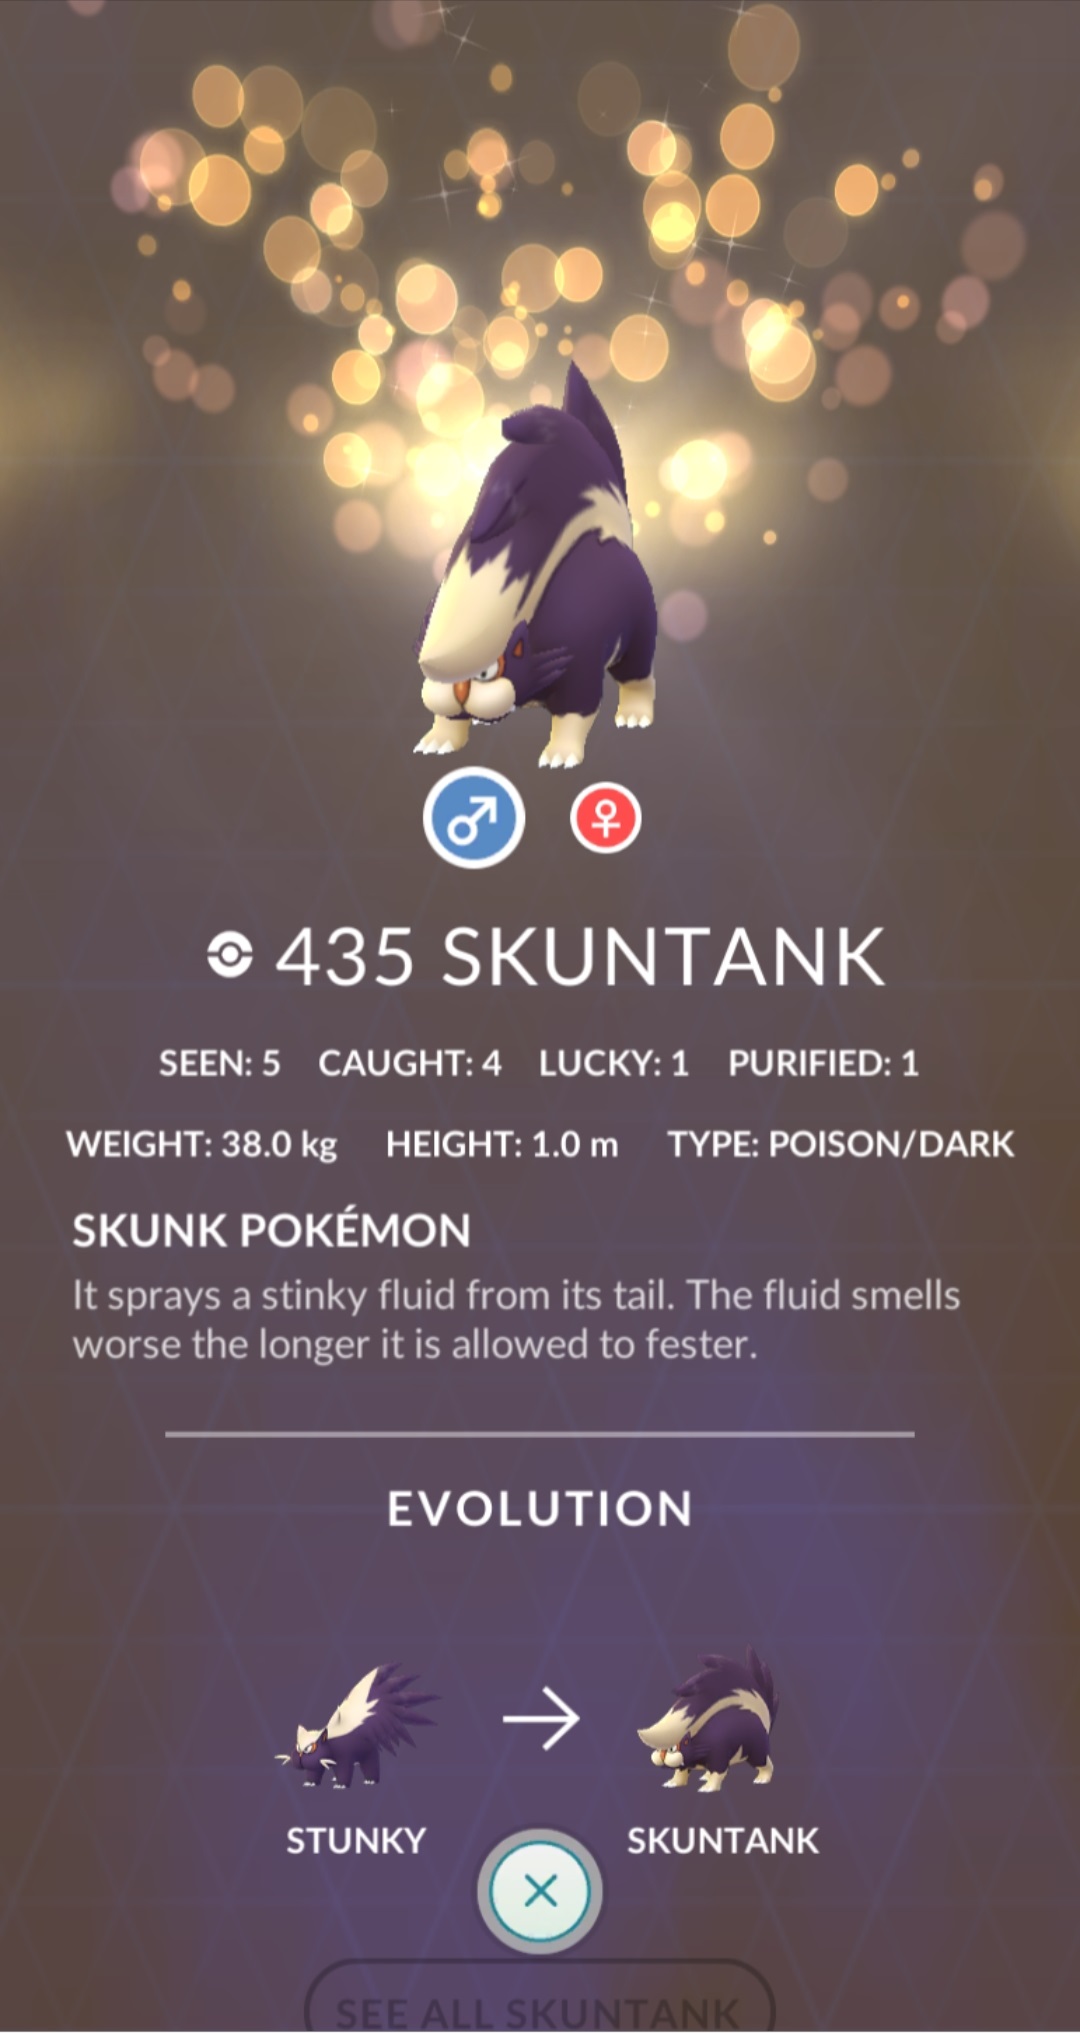 435 SKUNTANK
SEEN: 5 CAUGHT: 4 LUCKY: 1 PURIFIED: 1
WEIGHT: 38.0 kg HEIGHT: 1.0 m TYPE: POISON/DARK
SKUNK POKÉMON
It sprays a stinky fluid from its tail. The fluid smells
worse the longer it is allowed to fester.
EVOLUTION
STUNKY SKUNTANK
SEE ALL SKUNTANK